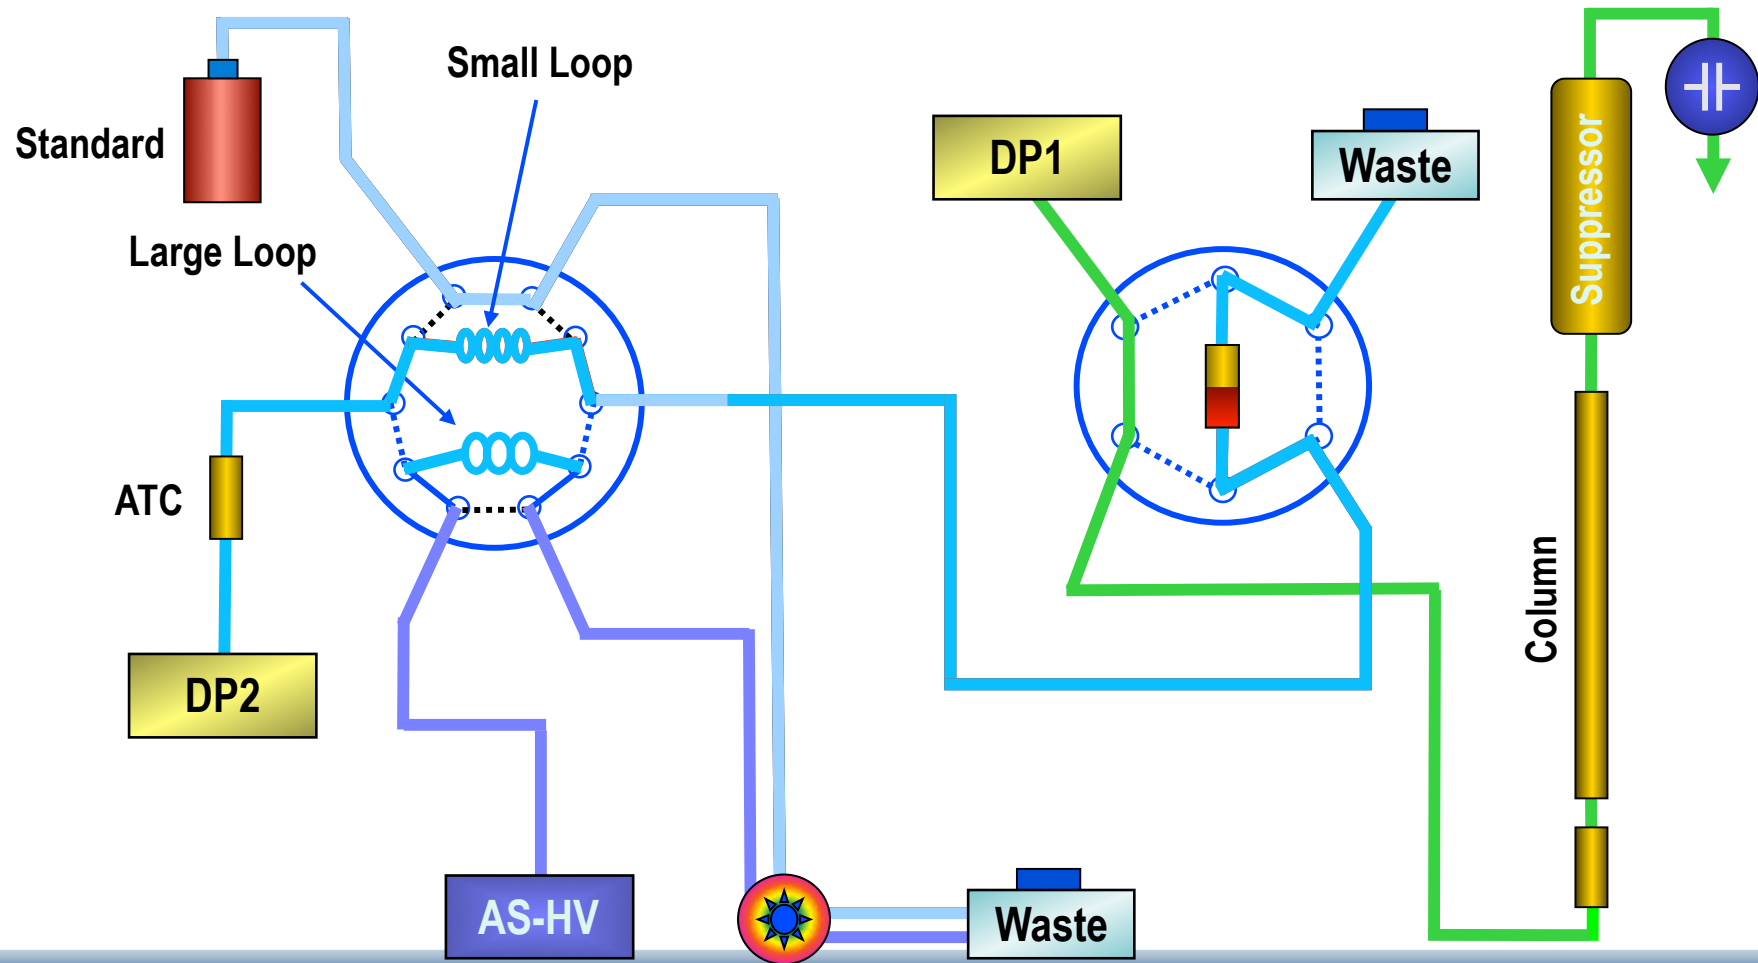 Small Loop
Standard
DP1
Waste
Suppressor
Large Loop
ATC
Column
DP2
AS-HV
Waste